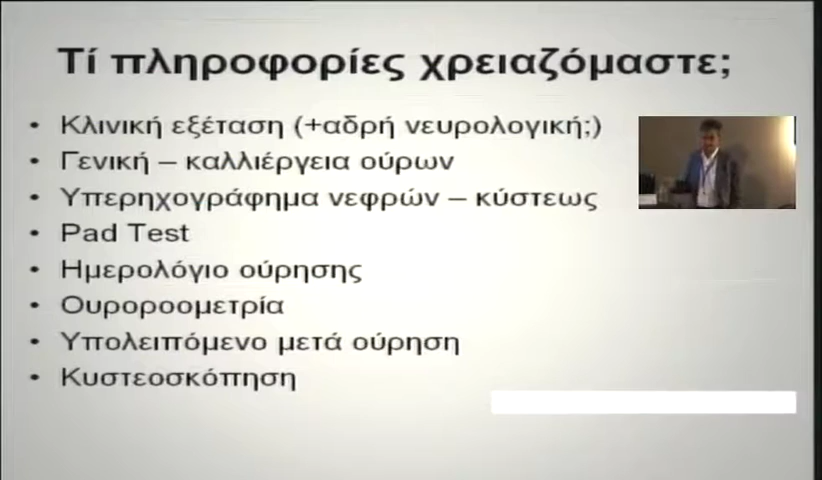 Τί πληροφορίες χρειαζόμαστε;
• Κλινική εξέταση (+αδρή νευρολογική;)
• Γενική – καλλιέργεια ούρων
• Υπερηχογράφημα νεφρών – κύστεως
• Pad Test
• Ημερολόγιο ούρησης
• Ουροροομετρία
• Υπολειπόμενο μετά ούρηση
• Κυστεοσκόπηση